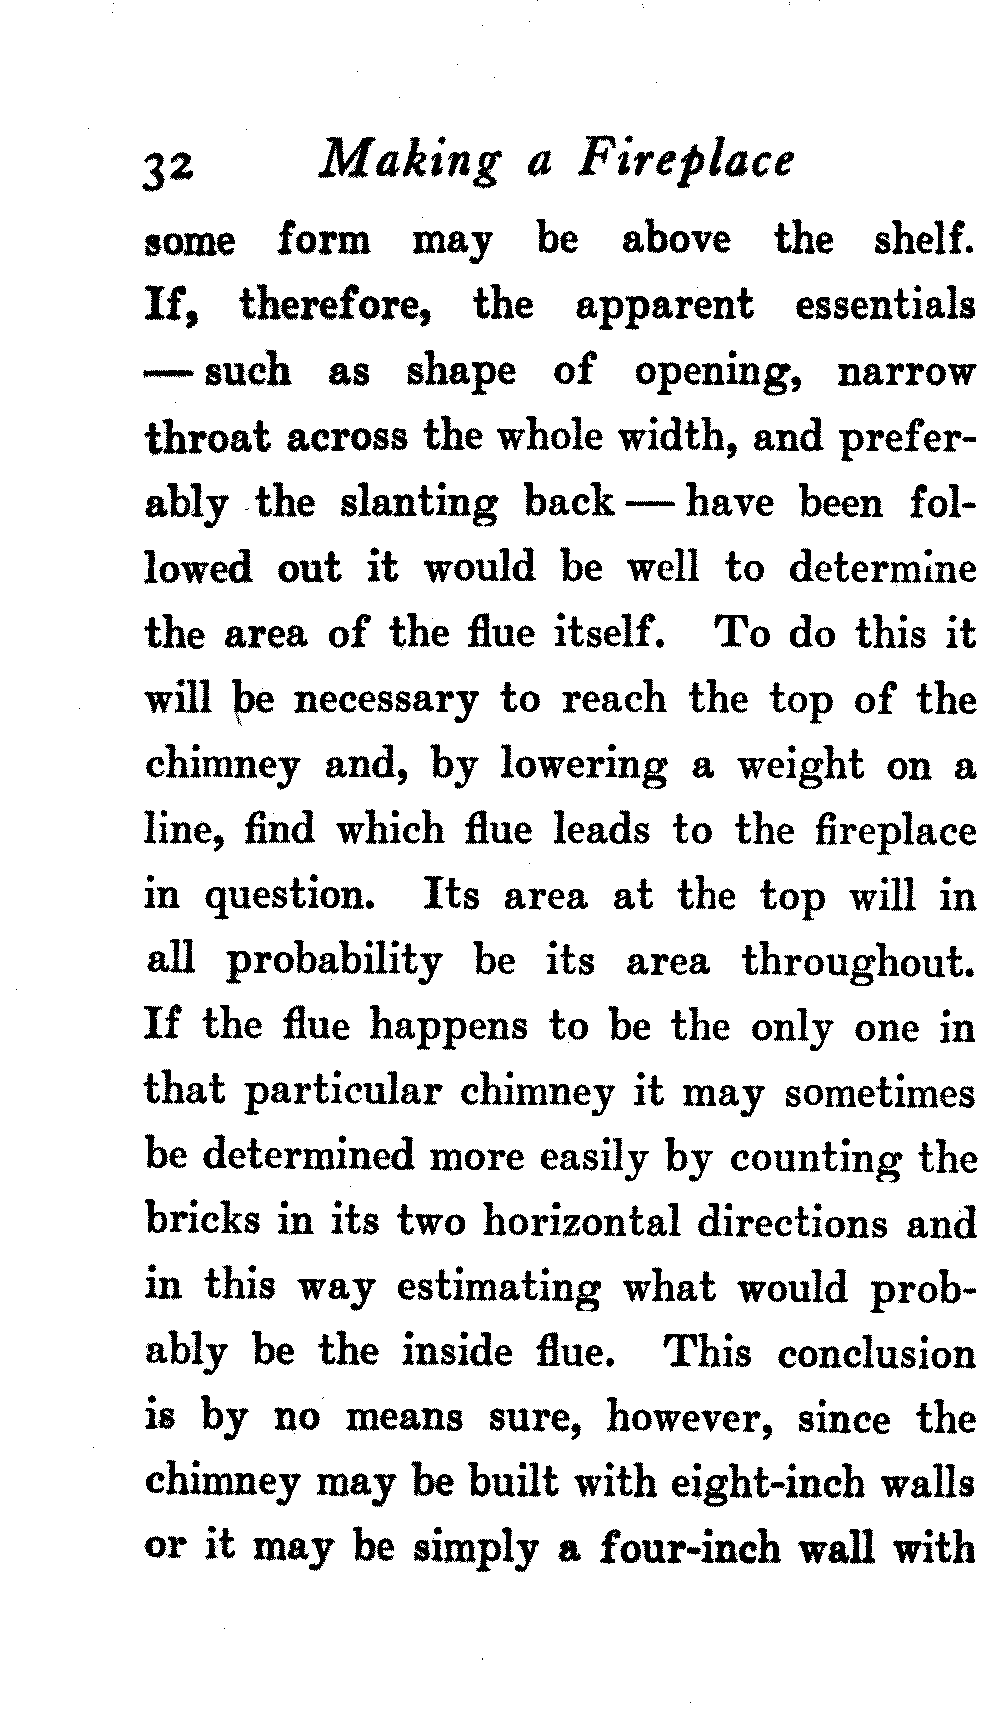 32 Making a Fireplace
some form may be above the shelf.
If, therefore, the apparent essentials
— such as shape of opening, narrow
throat across the whole width, and prefer-
ably the slanting back — have been fol-
lowed out it would be well to determine
the area of the flue itself. To do this it
will be necessary to reach the top of the
chimney and, by lowering a weight on a
line, find which flue leads to the fireplace
in question. Its area at the top will in
all probability be its area throughout.
If the flue happens to be the only one in
that particular chimney it may sometimes
be determined more easily by counting the
bricks in its two horizontal directions and
in this way estimating what would prob-
ably be the inside flue. This conclusion
is by no means sure, however, since the
chimney may be built with eight-inch walls
or it may be simply a four-inch wall with